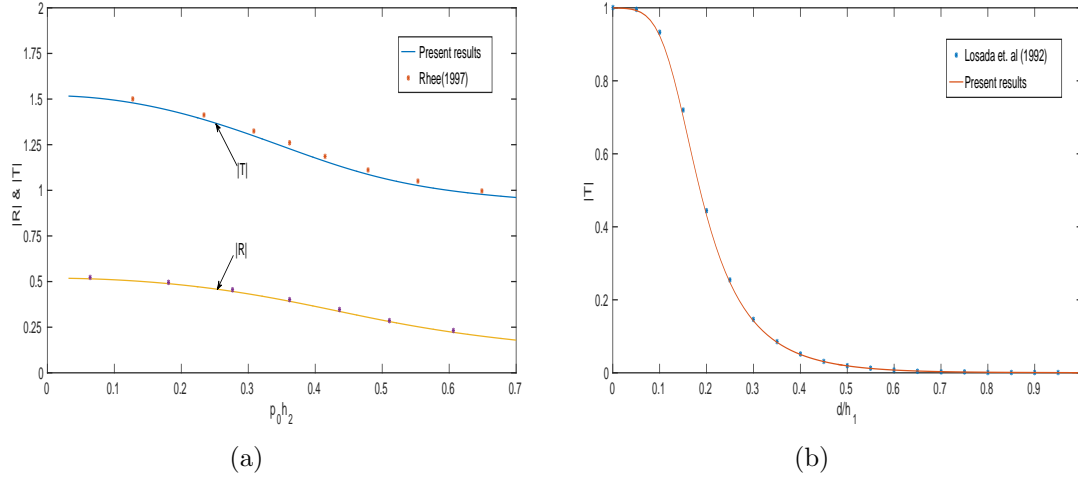 2
1.75
1.5
1.25
1
0.75
0.5
0.25
0
|R| & |T|
Present results
Rhee(1997)
|T|
|R|
0 0.1 0.2 0.3 0.4 0.5 0.6 0.7
p0h2
(a)
1
0.8
0.6
0.4
0.2
0
|T|
Losada et. al (1992)
Present results
0 0.1 0.2 0.3 0.4 0.5 0.6 0.7 0.8 0.9
d/h1
(b)